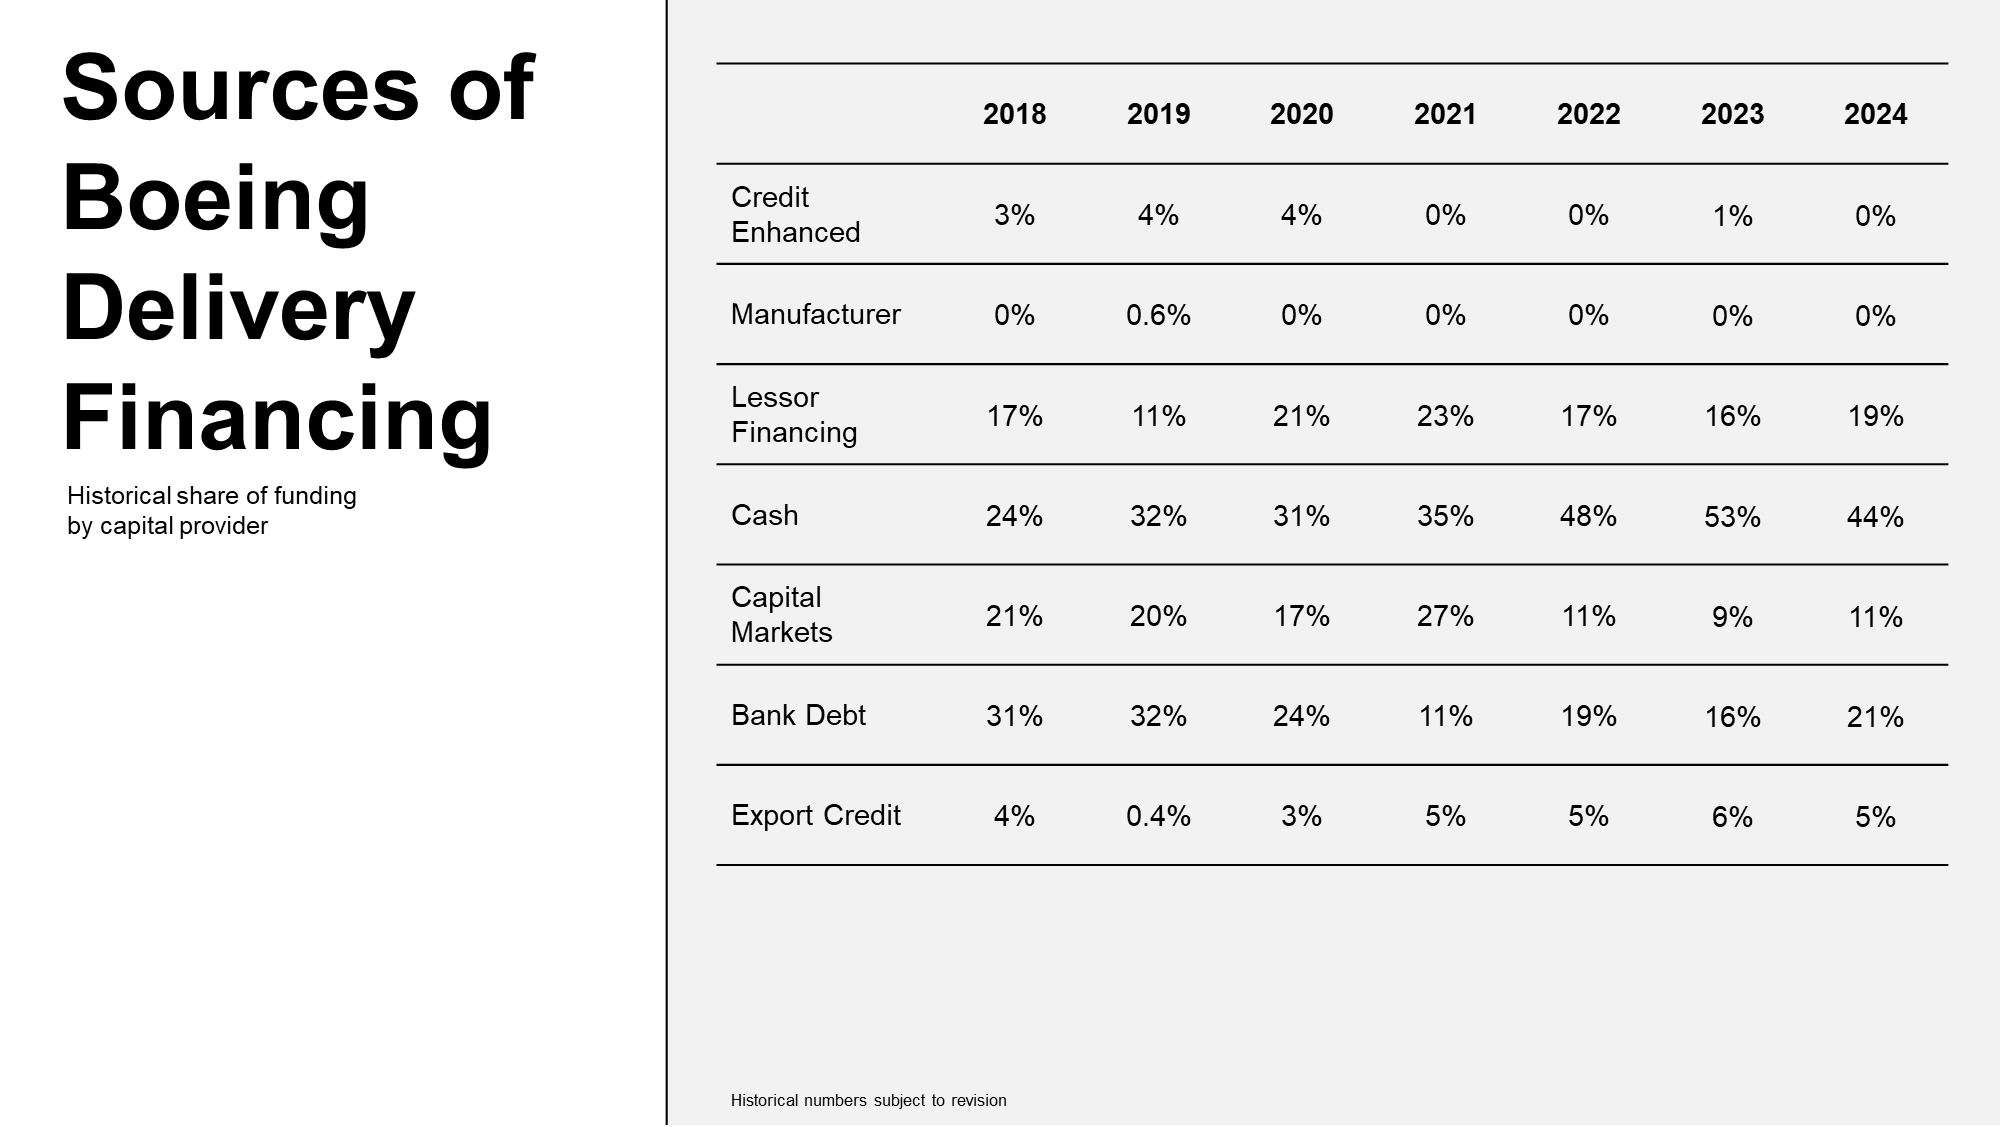 Sources of
Boeing
Delivery
Financing
Historical share of funding
by capital provider
2018 2019 2020 2021 2022 2023 2024
Credit
Enhanced 3% 4% 4% 0% 0% 1% 0%
Manufacturer 0% 0.6% 0% 0% 0% 0% 0%
Lessor
Financing 17% 11% 21% 23% 17% 16% 19%
Cash 24% 32% 31% 35% 48% 53% 44%
Capital
Markets 21% 20% 17% 27% 11% 9% 11%
Bank Debt 31% 32% 24% 11% 19% 16% 21%
Export Credit 4% 0.4% 3% 5% 5% 6% 5%
Historical numbers subject to revision